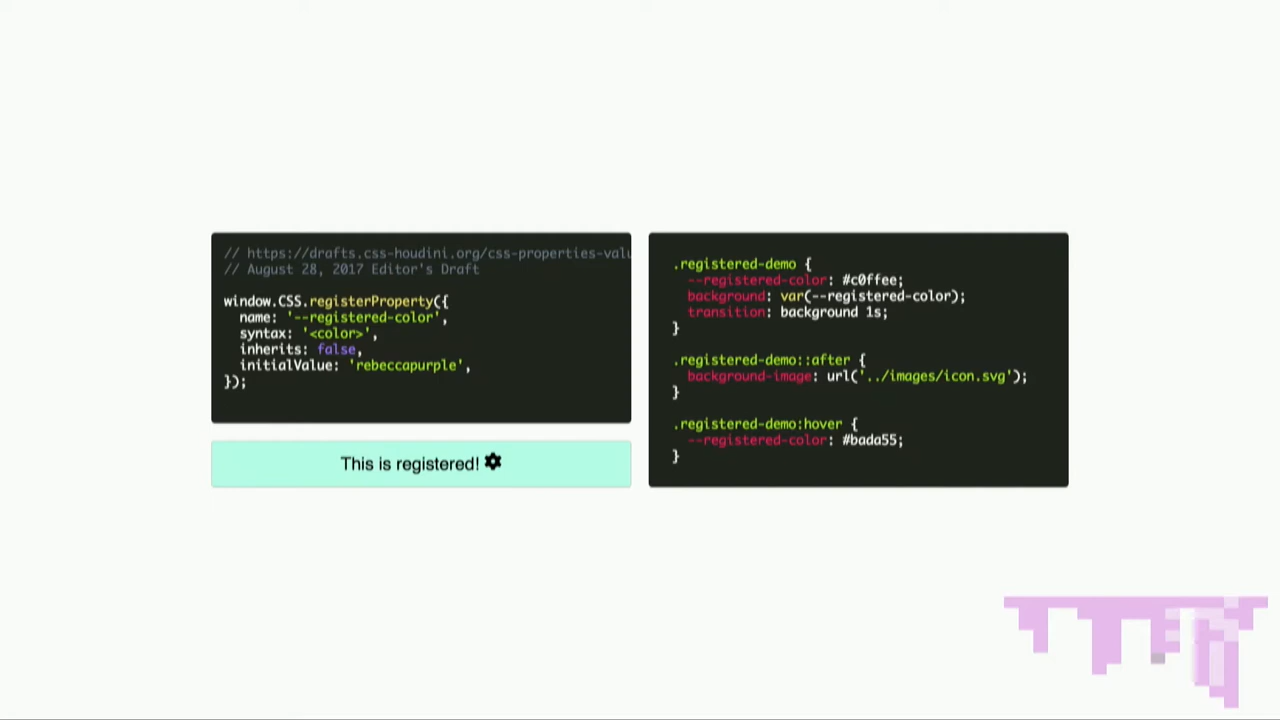 // https://drafts.css-houdini.org/css-properties-valu
// August 28, 2017 Editor's Draft
window.CSS.registerProperty({
  name: '--registered-color',
  syntax: '<color>',
  inherits: false,
  initialValue: 'rebeccapurple',
});
This is registered!
.registered-demo {
  --registered-color: #c0ffee;
  background: var(--registered-color);
  transition: background 1s;
}
.registered-demo::after {
  background-image: url('../images/icon.svg');
}
.registered-demo:hover {
  --registered-color: #bada55;
}